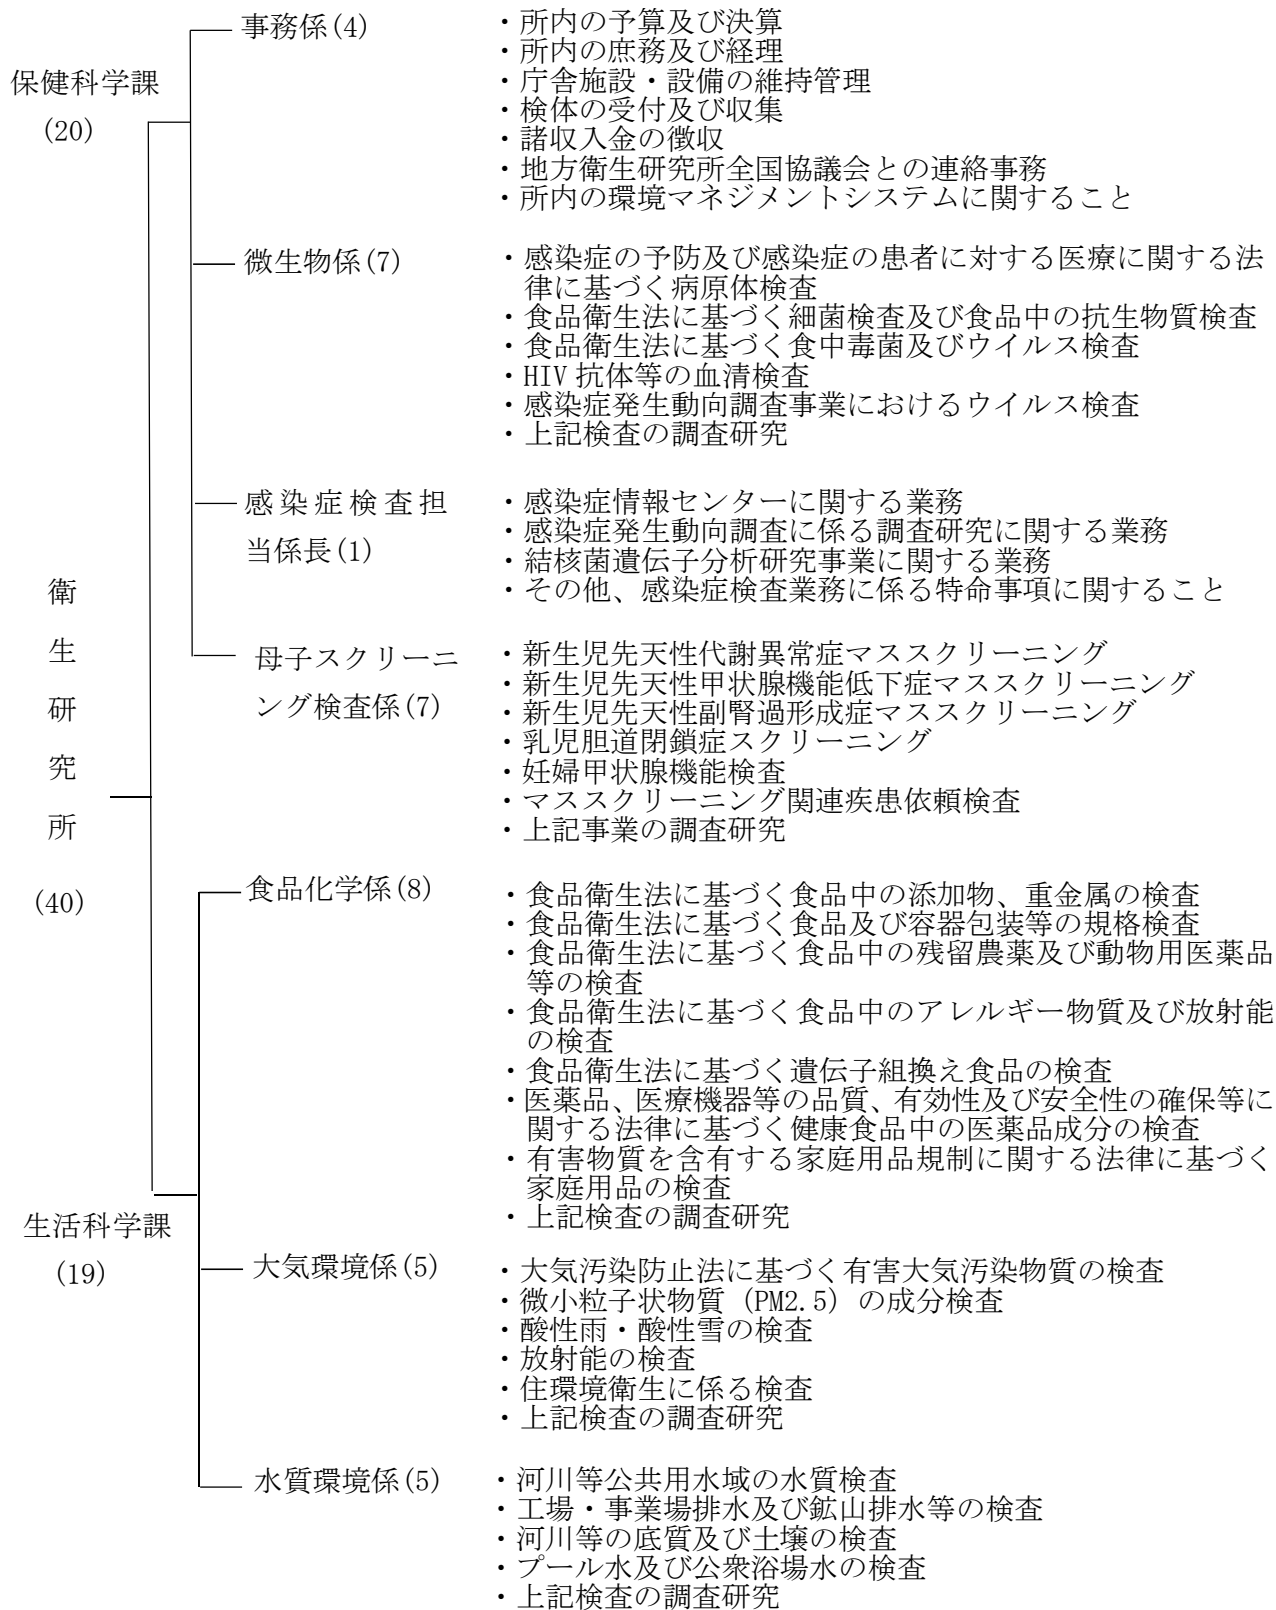 衛生研究所
(40)
保健科学課
(20)
事務係(4)
・所内の予算及び決算
・所内の庶務及び経理
・庁舎施設・設備の維持管理
・検体の受付及び収集
・諸収入金の徴収
・地方衛生研究所全国協議会との連絡事務
・所内の環境マネジメントシステムに関すること
微生物係(7)
・感染症の予防及び感染症の患者に対する医療に関する法
律に基づく病原体検査
・食品衛生法に基づく細菌検査及び食品中の抗生物質検査
・食品衛生法に基づく食中毒菌及びウイルス検査
・HIV 抗体等の血清検査
・感染症発生動向調査事業におけるウイルス検査
・上記検査の調査研究
感染症検査担
当係長(1)
・感染症情報センターに関する業務
・感染症発生動向調査に係る調査研究に関する業務
・結核菌遺伝子分析研究事業に関する業務
・その他、感染症検査業務に係る特命事項に関すること
母子スクリーニ
ング検査係(7)
・新生児先天性代謝異常症マススクリーニング
・新生児先天性甲状腺機能低下症マススクリーニング
・新生児先天性副腎過形成症マススクリーニング
・乳児胆道閉鎖症スクリーニング
・妊婦甲状腺機能検査
・マススクリーニング関連疾患依頼検査
・上記事業の調査研究
生活科学課
(19)
食品化学係(8)
・食品衛生法に基づく食品中の添加物、重金属の検査
・食品衛生法に基づく食品及び容器包装等の規格検査
・食品衛生法に基づく食品中の残留農薬及び動物用医薬品
等の検査
・食品衛生法に基づく食品中のアレルギー物質及び放射能
の検査
・食品衛生法に基づく遺伝子組換え食品の検査
・医薬品、医療機器等の品質、有効性及び安全性の確保等に
関する法律に基づく健康食品中の医薬品成分の検査
・有害物質を含有する家庭用品規制に関する法律に基づく
家庭用品の検査
・上記検査の調査研究
大気環境係(5)
・大気汚染防止法に基づく有害大気汚染物質の検査
・微小粒子状物質（PM2.5）の成分検査
・酸性雨・酸性雪の検査
・放射能の検査
・住環境衛生に係る検査
・上記検査の調査研究
水質環境係(5)
・河川等公共用水域の水質検査
・工場・事業場排水及び鉱山排水等の検査
・河川等の底質及び土壌の検査
・プール水及び公衆浴場水の検査
・上記検査の調査研究